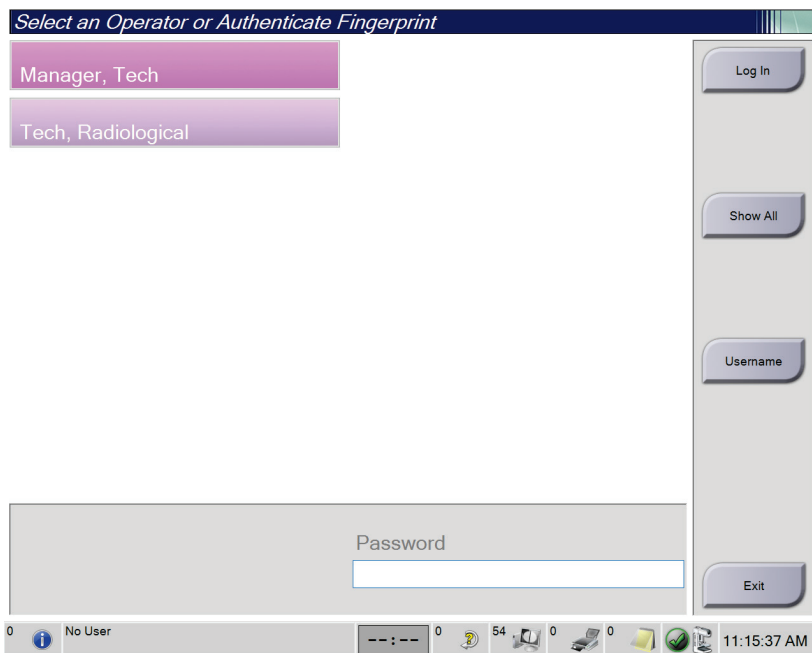 Select an Operator or Authenticate Fingerprint
Manager, Tech
Tech, Radiological
Log In
Show All
Username
Exit
Password
0
No User
--:--
0
54
0
0
11:15:37 AM